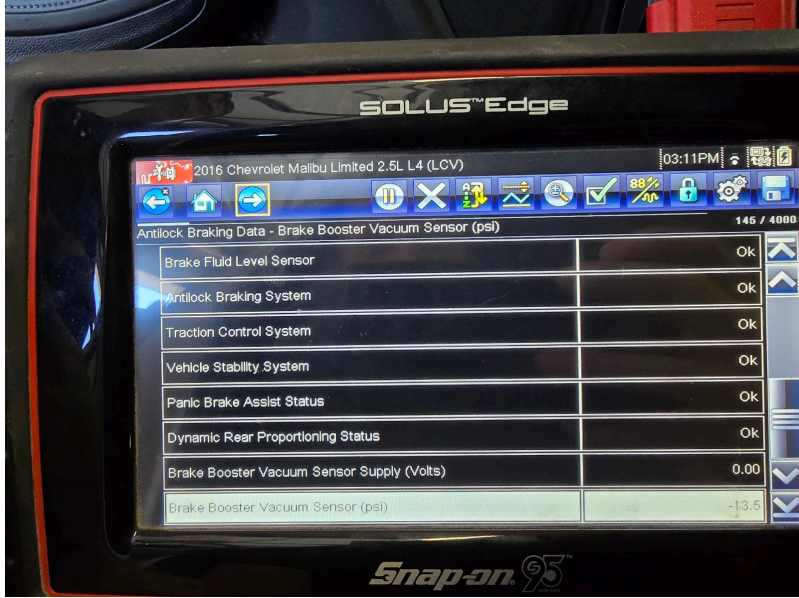 SOLUS™Edge
2016 Chevrolet Malibu Limited 2.5L L4 (LCV)
03:11PM
Antilock Braking Data - Brake Booster Vacuum Sensor (psi)
145 / 4000
Brake Fluid Level Sensor Ok
Antilock Braking System Ok
Traction Control System Ok
Vehicle Stability System Ok
Panic Brake Assist Status Ok
Dynamic Rear Proportioning Status Ok
Brake Booster Vacuum Sensor Supply (Volts) 0.00
Brake Booster Vacuum Sensor (psi) -13.5
Snap-on 95